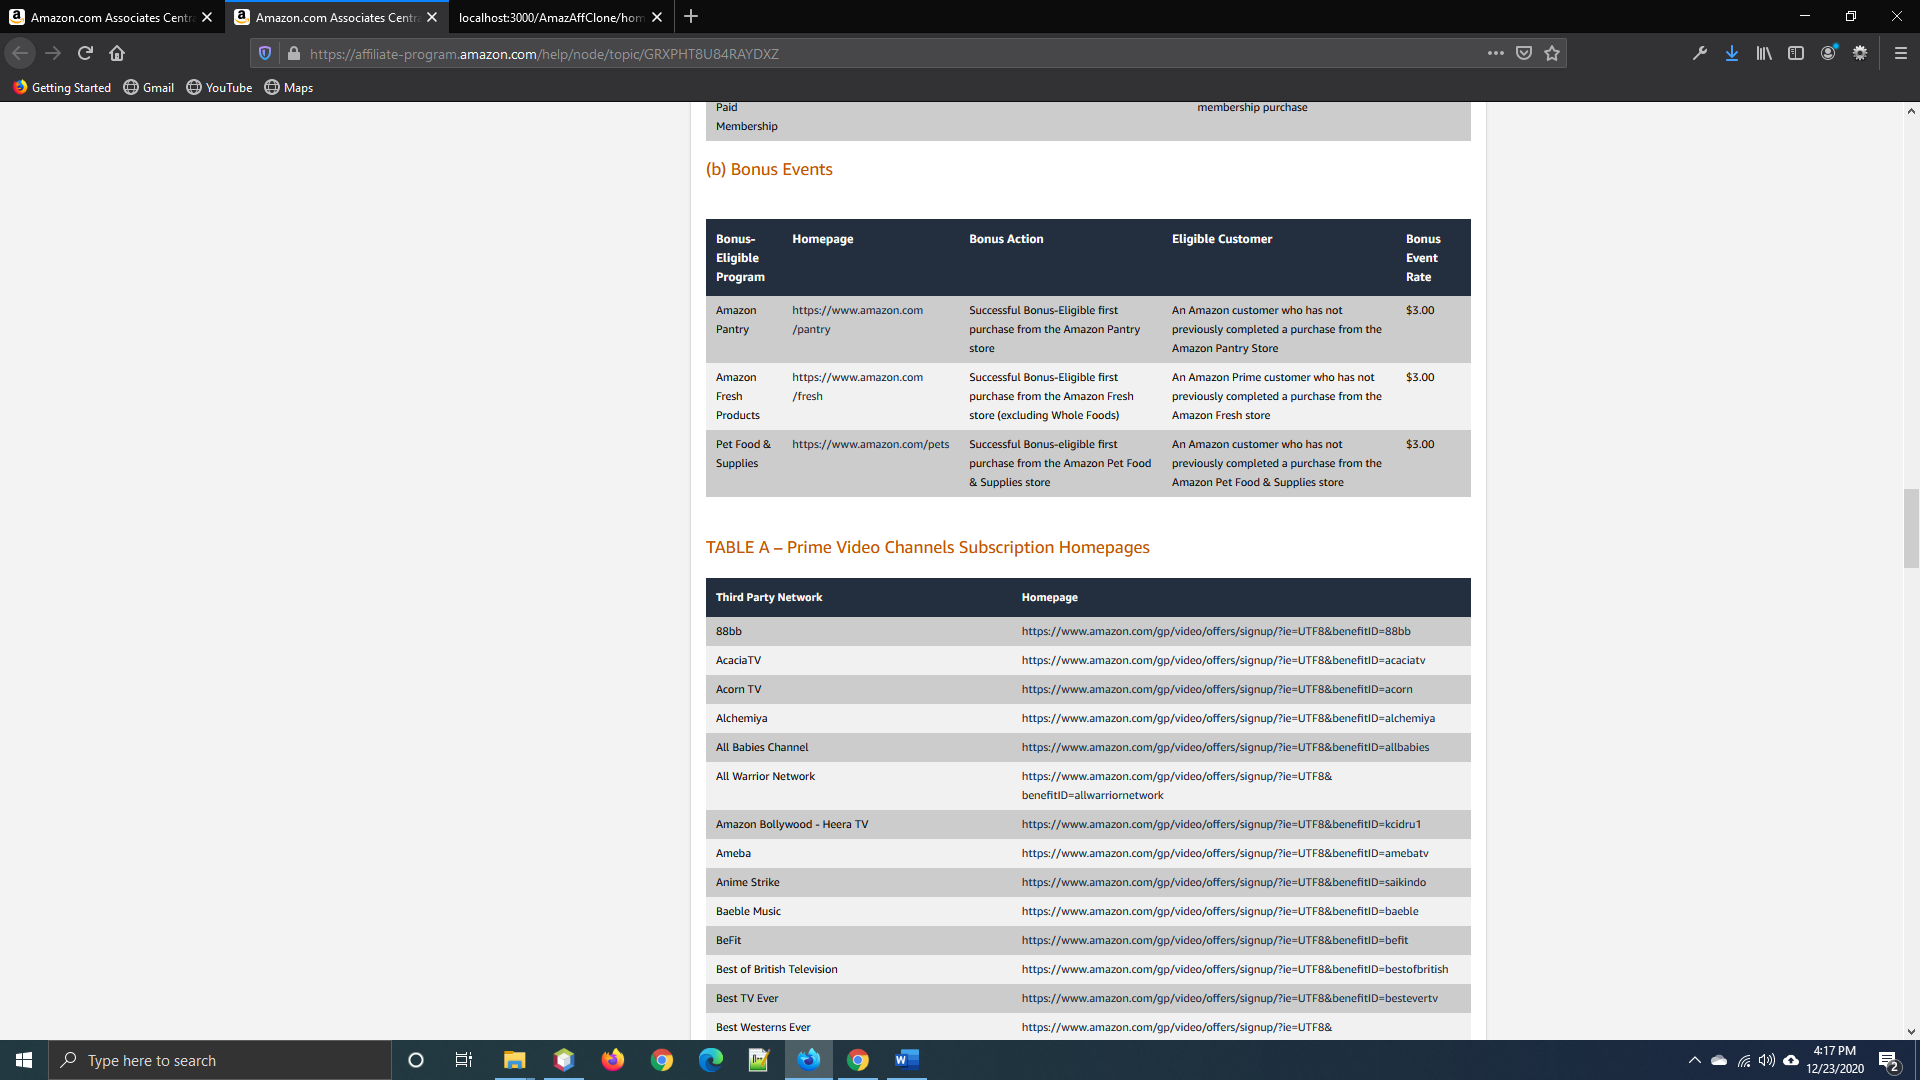 Amazon.com Associates Centra
Amazon.com Associates Centra
localhost:3000/AmazAffClone/hom
https://affiliate-program.amazon.com/help/node/topic/GRXPHT8U84RAYDXZ
Getting Started
Gmail
YouTube
Maps
Paid
Membership
membership purchase
(b) Bonus Events
Bonus-
Eligible
Program
Homepage
Bonus Action
Eligible Customer
Bonus
Event
Rate
Amazon
Pantry
https://www.amazon.com
/pantry
Successful Bonus-Eligible first
purchase from the Amazon Pantry
store
An Amazon customer who has not
previously completed a purchase from the
Amazon Pantry Store
$3.00
Amazon
Fresh
Products
https://www.amazon.com
/fresh
Successful Bonus-Eligible first
purchase from the Amazon Fresh
store (excluding Whole Foods)
An Amazon Prime customer who has not
previously completed a purchase from the
Amazon Fresh store
$3.00
Pet Food &
Supplies
https://www.amazon.com/pets
Successful Bonus-eligible first
purchase from the Amazon Pet Food
& Supplies store
An Amazon customer who has not
previously completed a purchase from the
Amazon Pet Food & Supplies store
$3.00
TABLE A – Prime Video Channels Subscription Homepages
Third Party Network
Homepage
88bb
https://www.amazon.com/gp/video/offers/signup/?ie=UTF8&benefitID=88bb
AcaciaTV
https://www.amazon.com/gp/video/offers/signup/?ie=UTF8&benefitID=acaciatv
Acorn TV
https://www.amazon.com/gp/video/offers/signup/?ie=UTF8&benefitID=acorn
Alchemiya
https://www.amazon.com/gp/video/offers/signup/?ie=UTF8&benefitID=alchemiya
All Babies Channel
https://www.amazon.com/gp/video/offers/signup/?ie=UTF8&benefitID=allbabies
All Warrior Network
https://www.amazon.com/gp/video/offers/signup/?ie=UTF8&
benefitID=allwarriornetwork
Amazon Bollywood - Heera TV
https://www.amazon.com/gp/video/offers/signup/?ie=UTF8&benefitID=kcidru1
Ameba
https://www.amazon.com/gp/video/offers/signup/?ie=UTF8&benefitID=amebatv
Anime Strike
https://www.amazon.com/gp/video/offers/signup/?ie=UTF8&benefitID=saikindo
Baeble Music
https://www.amazon.com/gp/video/offers/signup/?ie=UTF8&benefitID=baeble
BeFit
https://www.amazon.com/gp/video/offers/signup/?ie=UTF8&benefitID=befit
Best of British Television
https://www.amazon.com/gp/video/offers/signup/?ie=UTF8&benefitID=bestofbritish
Best TV Ever
https://www.amazon.com/gp/video/offers/signup/?ie=UTF8&benefitID=bestevertv
Best Westerns Ever
https://www.amazon.com/gp/video/offers/signup/?ie=UTF8&
Type here to search
4:17 PM
12/23/2020
2